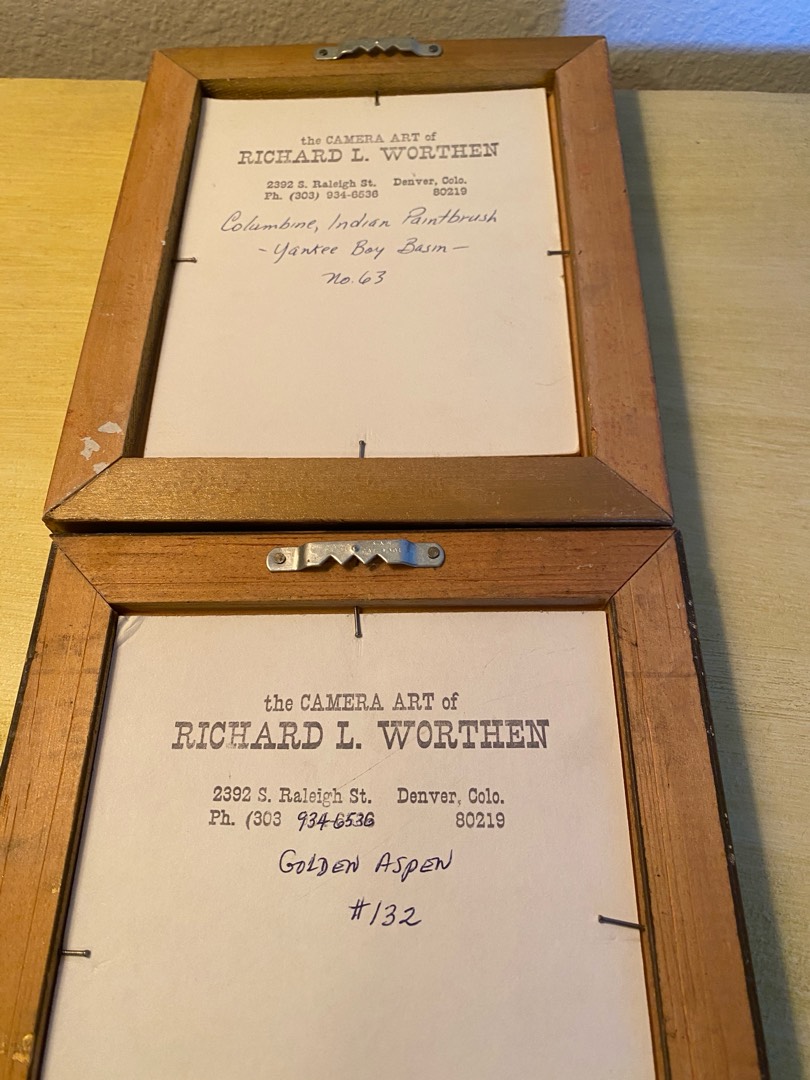 the CAMERA ART of
RICHARD L. WORTHEN
2392 S. Raleigh St. Denver, Colo.
Ph. (303) 934-6536 80219
Columbine, Indian Paintbrush
- Yankee Boy Basin -
No. 63
the CAMERA ART of
RICHARD L. WORTHEN
2392 S. Raleigh St. Denver, Colo.
Ph. (303 934-6536 80219
GOLDEN ASPEN
#132